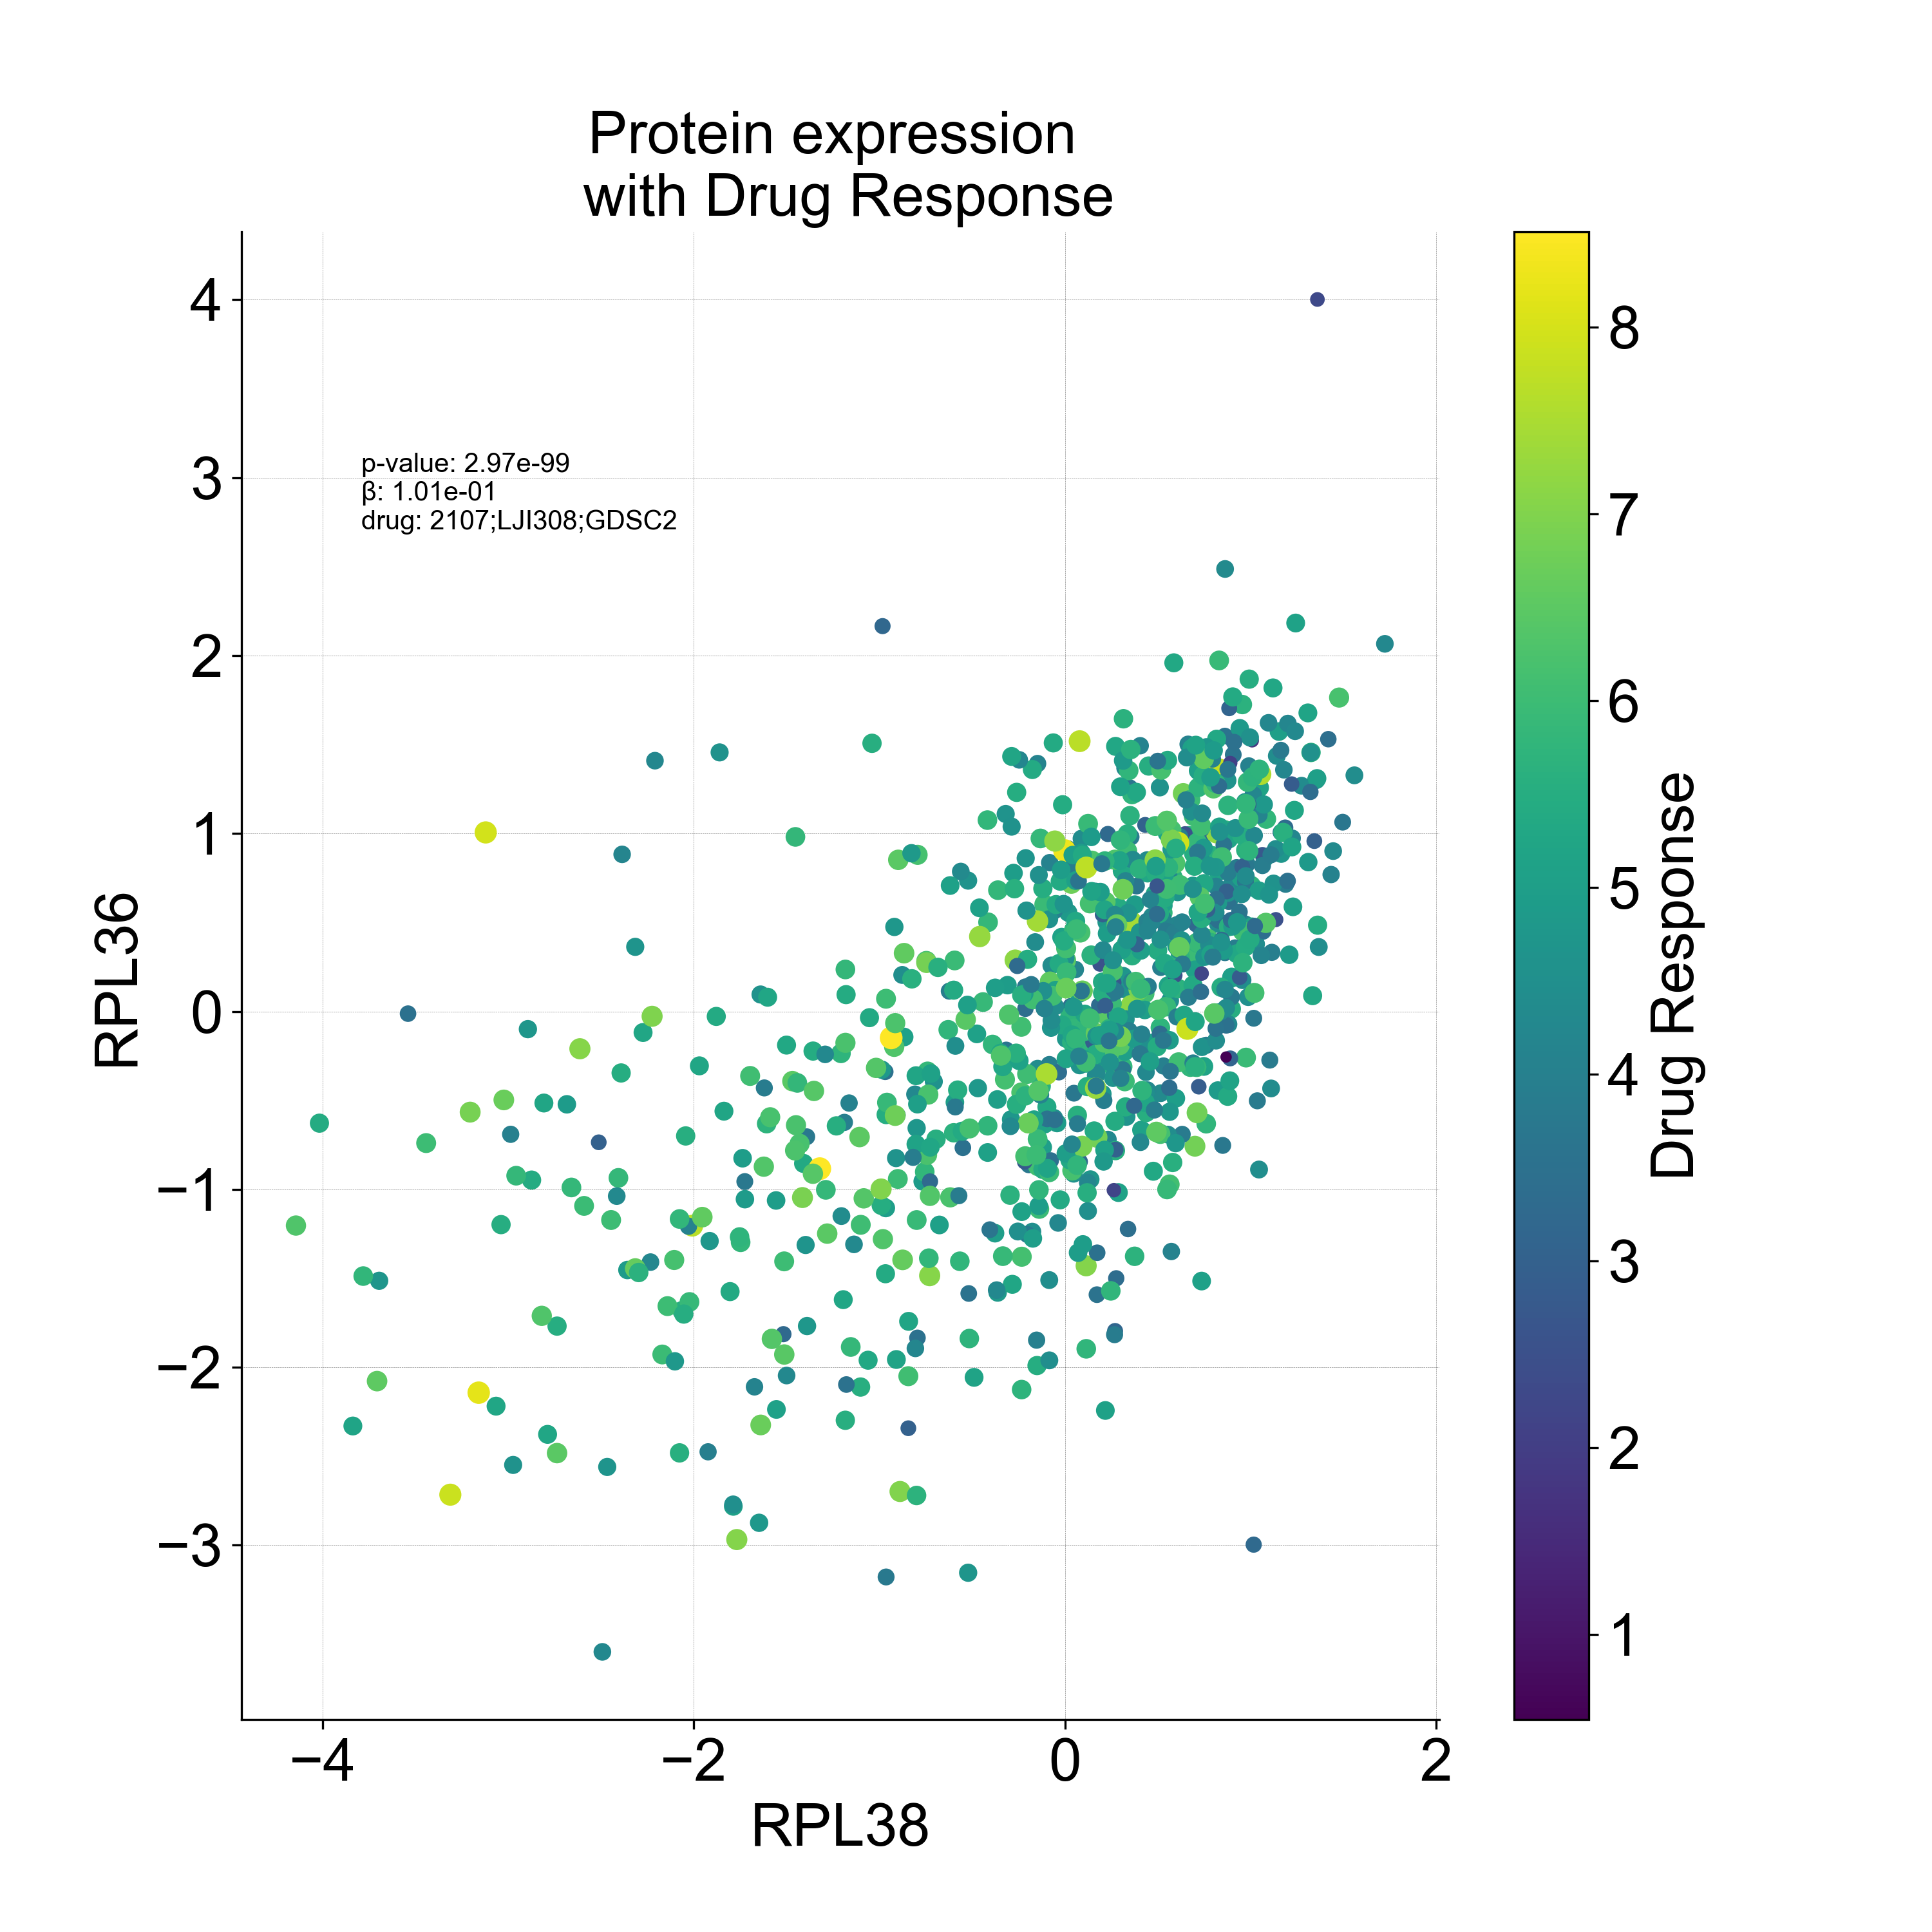 Protein expression
with Drug Response
4
3
2
1
0
−1
−2
−3
RPL36
p-value: 2.97e-99
β: 1.01e-01
drug: 2107;LJI308;GDSC2
−4
−2
0
2
RPL38
8
7
6
5
4
3
2
1
Drug Response